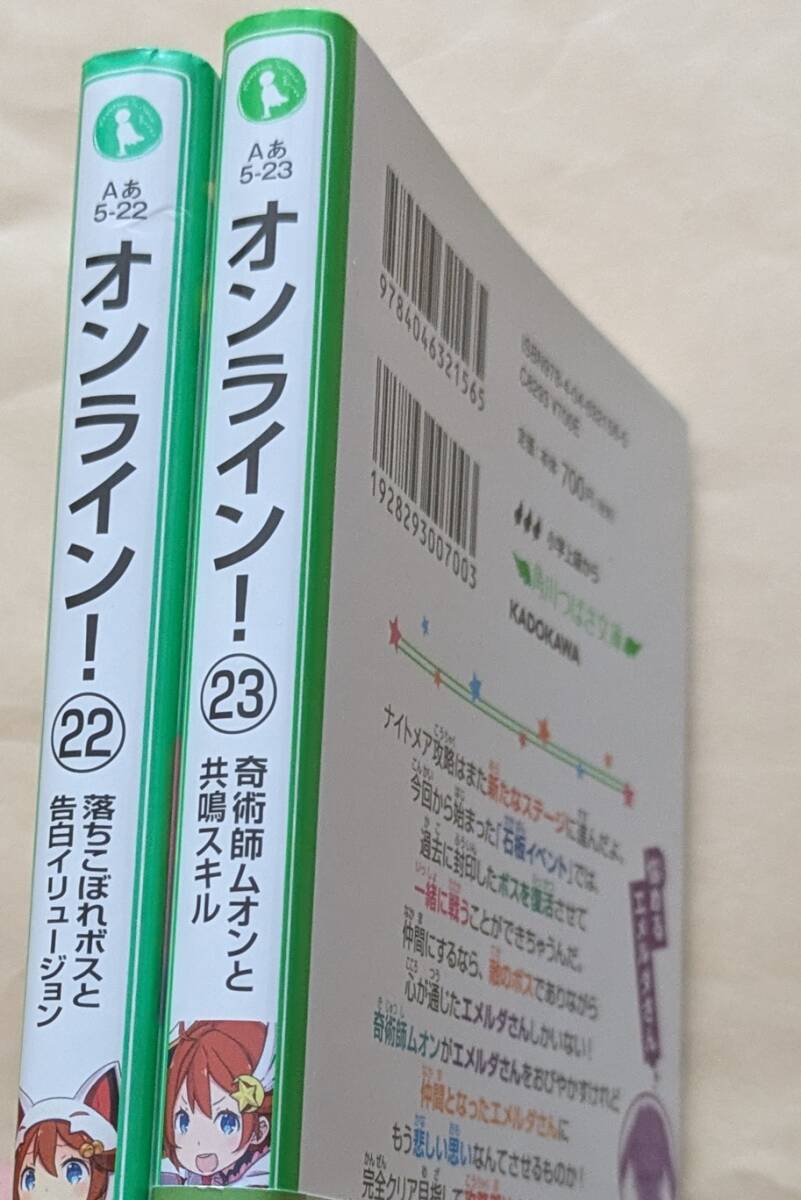 Aあ
5-22
オンライン!
22
落ちこぼれボスと
告白イリュージョン
Aあ
5-23
オンライン!
23
奇術師ムオンと
共鳴スキル
9784046321565
1928293007003
定価:本体700円
小学上級から
角川つばさ文庫
KADOKAWA
ナイトメア攻略はまた新たなステージに進んだよ。
今回から始まった「石板イベント」では、
過去に封印したボスを復活させて
一緒に戦うことができちゃうんだ。
仲間にするなら、敵のボスでありながら
心が通じたエメルダさんしかいない!
奇術師ムオンがエメルダさんをおびやかすけれど
仲間となったエメルダさんに
もう悲しい思いなんてさせるものか!
完全クリア目指して
エメルダさん